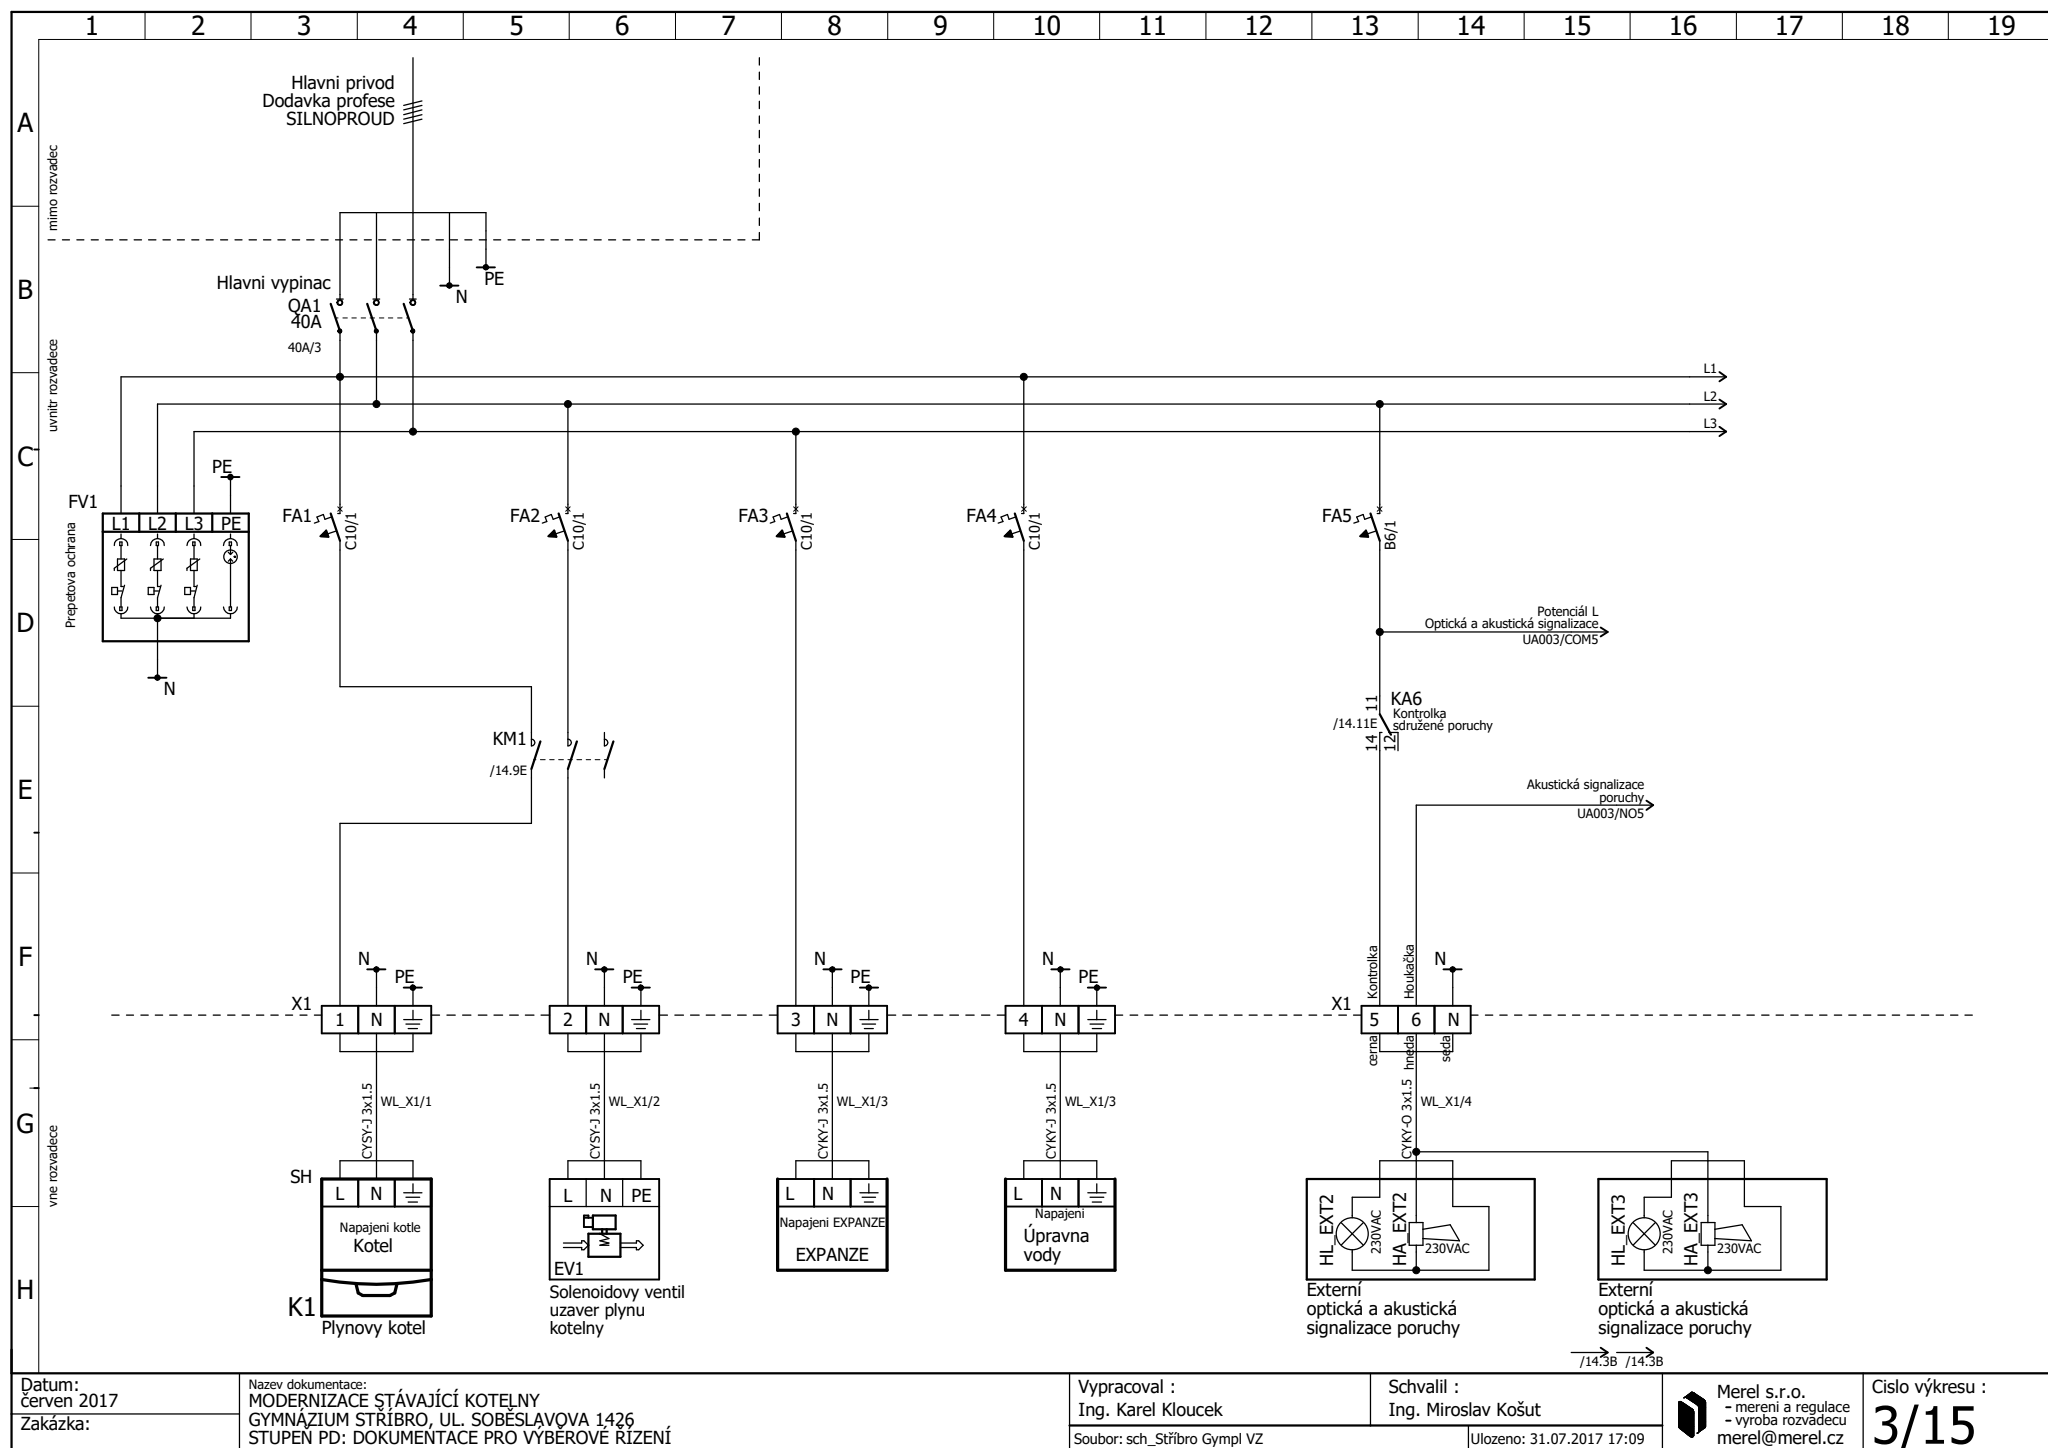 1 2 3 4 5 6 7 8 9 10 11 12 13 14 15 16 17 18 19
A
B
C
D
E
F
G
H
mimo rozvadec
uvnitr rozvadece
vne rozvadece
Hlavni privod
Dodavka profese
SILNOPROUD
Hlavni vypinac
QA1
40A
40A/3
N
PE
L1
L2
L3
FV1
Prepetova ochrana
PE
L1 L2 L3 PE
N
FA1
C10/1
FA2
C10/1
FA3
C10/1
FA4
C10/1
FA5
B6/1
Potenciál L
Optická a akustická signalizace
UA003/COM5
KM1
/14.9E
11
KA6
Kontrolka
sdružené poruchy
/14.11E
14
12
Akustická signalizace
poruchy
UA003/NO5
N
PE
N
PE
N
PE
N
PE
Kontrolka
Houkačka
N
X1
1 N
2 N
3 N
4 N
X1
5 6 N
cerna
hneda
seda
CYSY-J 3x1.5
WL_X1/1
CYSY-J 3x1.5
WL_X1/2
CYKY-J 3x1.5
WL_X1/3
CYKY-J 3x1.5
WL_X1/3
CYKY-O 3x1.5
WL_X1/4
SH
L N
Napajeni kotle
Kotel
K1
Plynovy kotel
L N PE
EV1
Solenoidovy ventil
uzaver plynu
kotelny
L N
Napajeni EXPANZE
EXPANZE
L N
Napajeni
Úpravna
vody
HL_EXT2
230VAC
HA_EXT2
230VAC
Externí
optická a akustická
signalizace poruchy
HL_EXT3
230VAC
HA_EXT3
230VAC
Externí
optická a akustická
signalizace poruchy
/14.3B /14.3B
Datum:
červen 2017
Zakázka:
Nazev dokumentace:
MODERNIZACE STÁVAJÍCÍ KOTELNY
GYMNÁZIUM STŘÍBRO, UL. SOBĚSLAVOVA 1426
STUPEŇ PD: DOKUMENTACE PRO VÝBĚROVÉ ŘÍZENÍ
Vypracoval :
Ing. Karel Kloucek
Schvalil :
Ing. Miroslav Košut
Soubor: sch_Stříbro Gympl VZ
Ulozeno: 31.07.2017 17:09
Merel s.r.o.
- mereni a regulace
- vyroba rozvadecu
merel@merel.cz
Cislo výkresu :
3/15